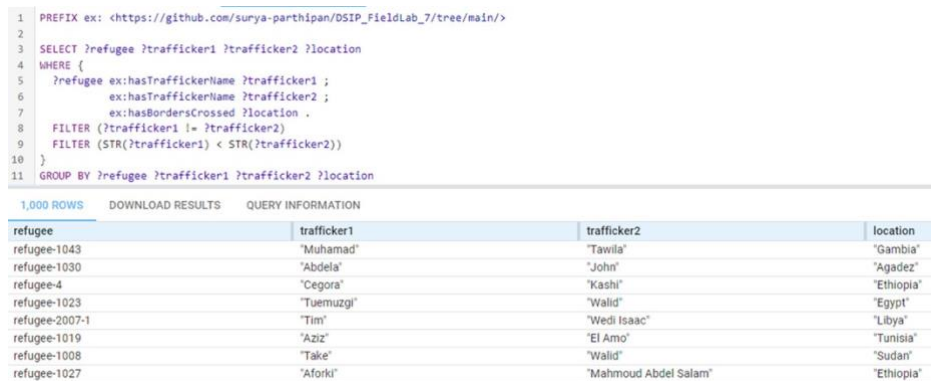 1 PREFIX ex: <https://github.com/surya-parthipan/DSIP_FieldLab_7/tree/main/>
2
3 SELECT ?refugee ?trafficker1 ?trafficker2 ?location
4 WHERE {
5 ?refugee ex:hasTraffickerName ?trafficker1 ;
6 ex:hasTraffickerName ?trafficker2 ;
7 ex:hasBordersCrossed ?location .
8 FILTER (?trafficker1 != ?trafficker2)
9 FILTER (STR(?trafficker1) < STR(?trafficker2))
10 }
11 GROUP BY ?refugee ?trafficker1 ?trafficker2 ?location
1,000 ROWS DOWNLOAD RESULTS QUERY INFORMATION
refugee trafficker1 trafficker2 location
refugee-1043 "Muhamad" "Tawila" "Gambia"
refugee-1030 "Abdela" "John" "Agadez"
refugee-4 "Cegora" "Kashi" "Ethiopia"
refugee-1023 "Tuemuzgi" "Walid" "Egypt"
refugee-2007-1 "Tim" "Wedi Isaac" "Libya"
refugee-1019 "Aziz" "El Amo" "Tunisia"
refugee-1008 "Take" "Walid" "Sudan"
refugee-1027 "Aforki" "Mahmoud Abdel Salam" "Ethiopia"